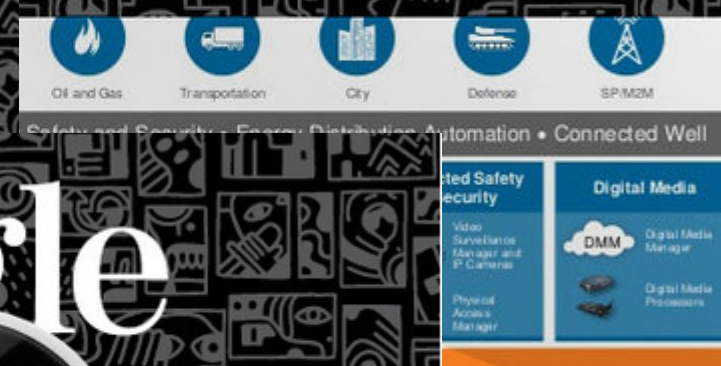 Oil and Gas
Transportation
City
Defense
SP/M2M
Safety and Security • Energy Distribution Automation • Connected Well
cted Safety
ecurity
Digital Media
Video
Surveillance
Manager and
IP Cameras
DMM
Digital Media
Manager
Physical
Access
Manager
Digital Media
Processors
le